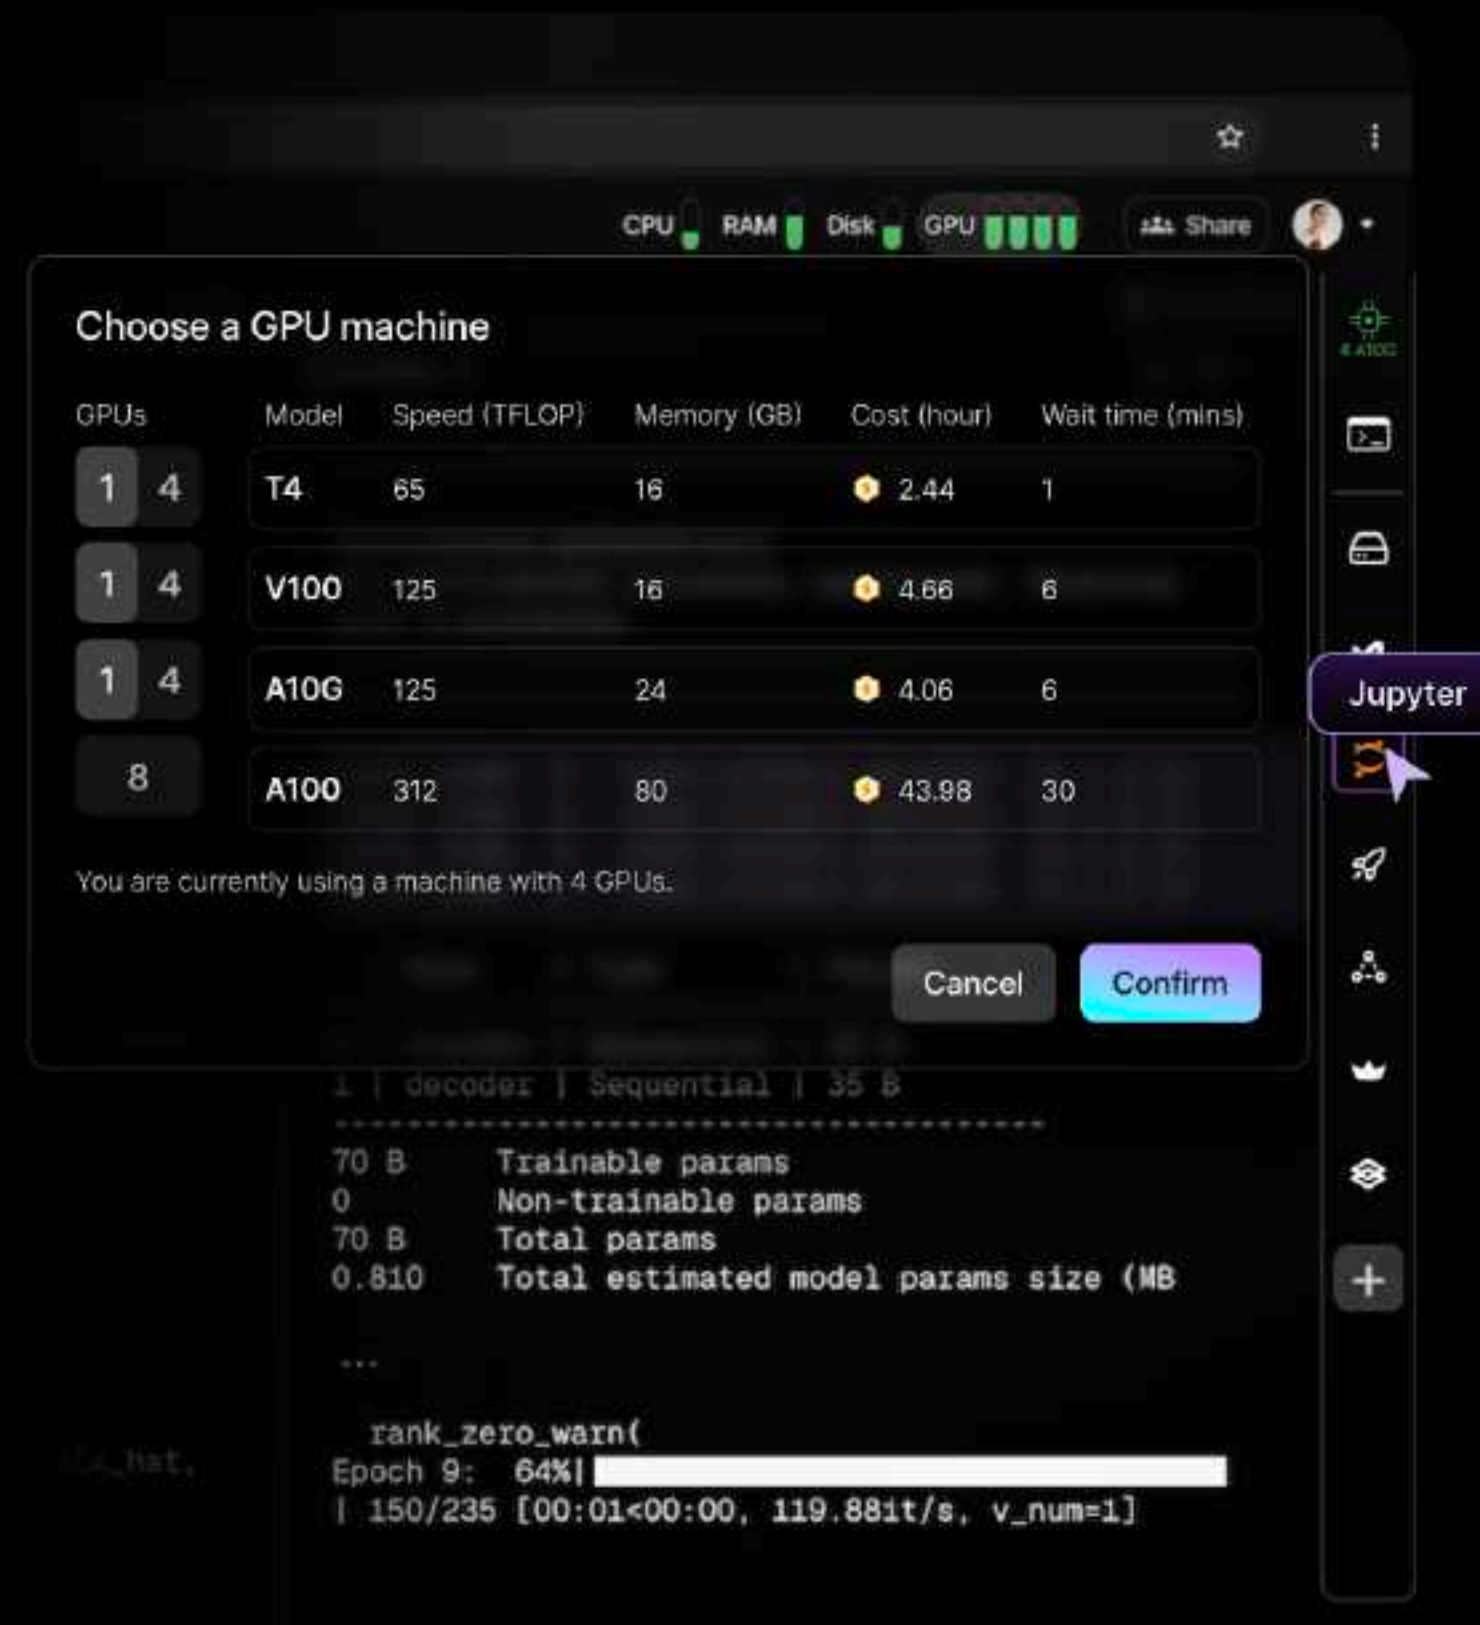 CPU RAM Disk GPU Share
Choose a GPU machine
GPUs Model Speed (TFLOP) Memory (GB) Cost (hour) Wait time (mins)
1 4 T4 65 16 2.44 1
1 4 V100 125 16 4.66 6
1 4 A10G 125 24 4.06 6
8 A100 312 80 43.98 30
You are currently using a machine with 4 GPUs.
Cancel Confirm
4 A10G
Jupyter
1 | decoder | Sequential | 35 B
----------------------------------------
70 B Trainable params
0 Non-trainable params
70 B Total params
0.810 Total estimated model params size (MB
...
rank_zero_warn(
Epoch 9: 64%|
| 150/235 [00:01<00:00, 119.88it/s, v_num=1]